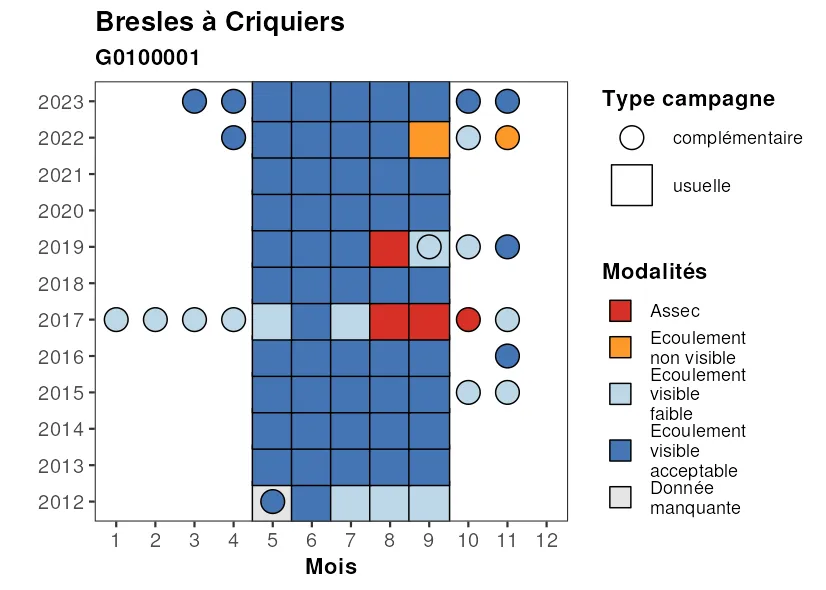 Bresles à Criquiers
G0100001
2023
2022
2021
2020
2019
2018
2017
2016
2015
2014
2013
2012
1 2 3 4 5 6 7 8 9 10 11 12
Mois
Type campagne
complémentaire
usuelle
Modalités
Assec
Ecoulement
non visible
Ecoulement
visible
faible
Ecoulement
visible
acceptable
Donnée
manquante